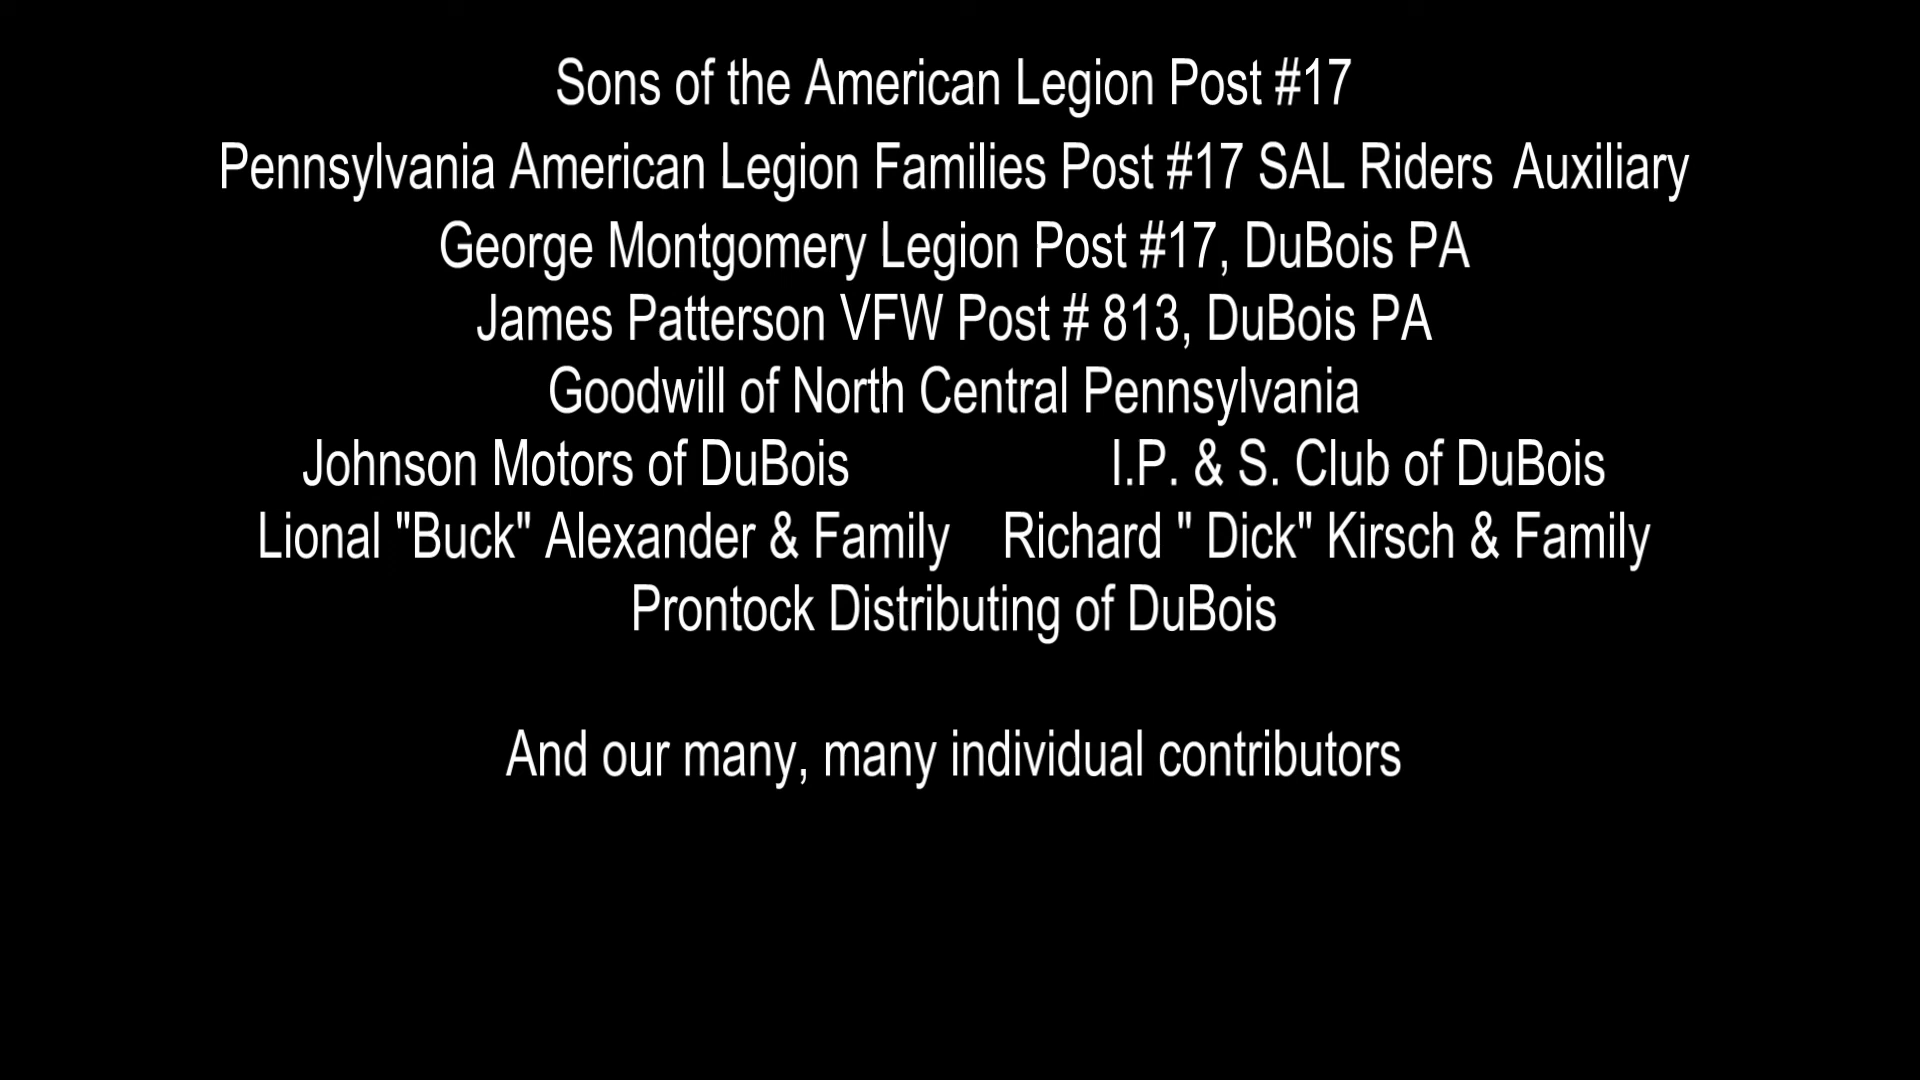 Sons of the American Legion Post #17
Pennsylvania American Legion Families Post #17 SAL Riders Auxiliary
George Montgomery Legion Post #17, DuBois PA
James Patterson VFW Post # 813, DuBois PA
Goodwill of North Central Pennsylvania
Johnson Motors of DuBois I.P. & S. Club of DuBois
Lional "Buck" Alexander & Family Richard " Dick" Kirsch & Family
Prontock Distributing of DuBois
And our many, many individual contributors